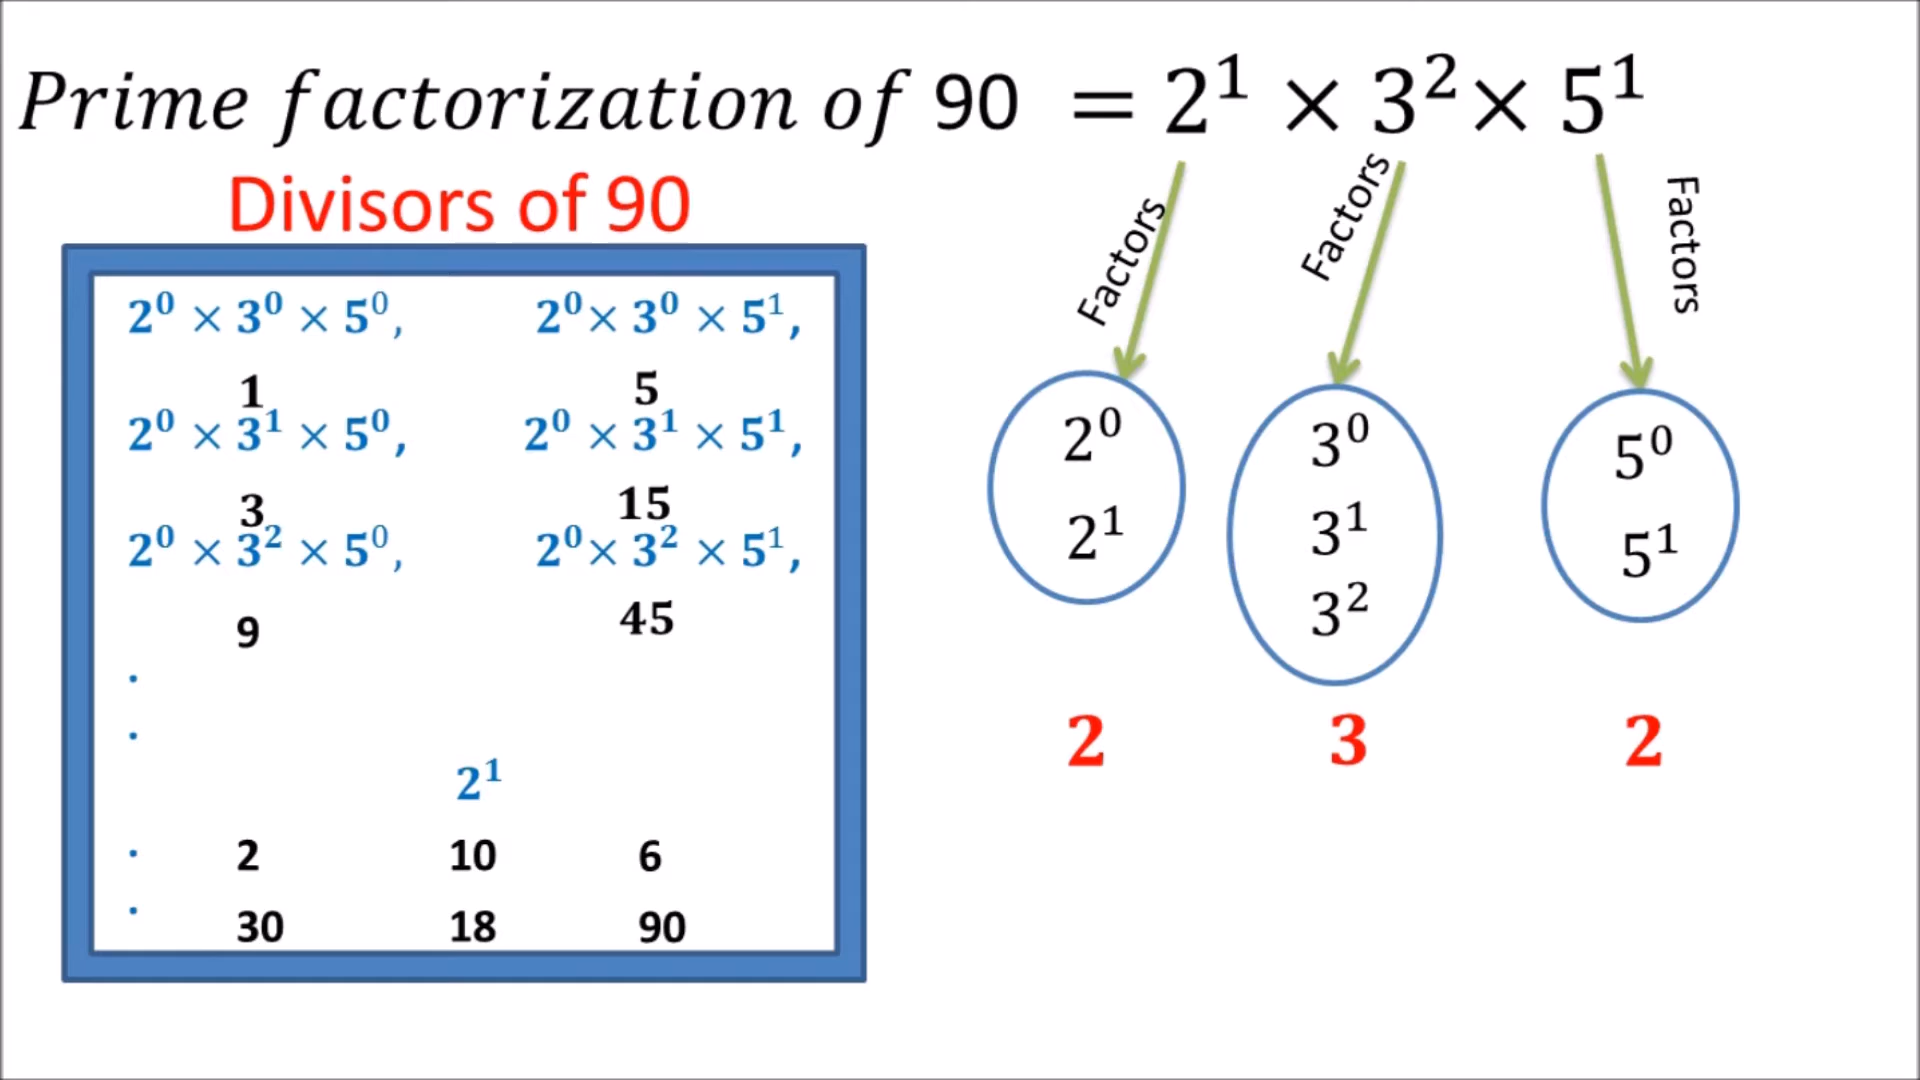 Prime factorization of 90 = 2¹ × 3² × 5¹
Divisors of 90
Factors
Factors
Factors
2⁰ × 3⁰ × 5⁰, 2⁰ × 3⁰ × 5¹,
1 5
2⁰ × 3¹ × 5⁰, 2⁰ × 3¹ × 5¹,
3 15
2⁰ × 3² × 5⁰, 2⁰ × 3² × 5¹,
9 45
.
.
2¹
. 2 10 6
. 30 18 90
2⁰
2¹
3⁰
3¹
3²
5⁰
5¹
2 3 2